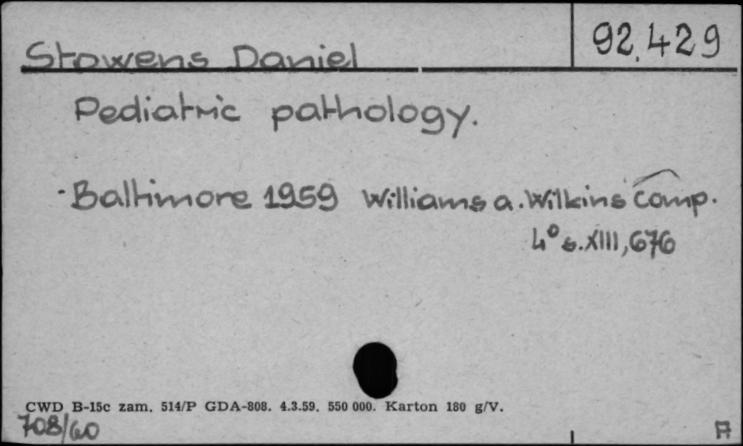 92.429
Stowens Daniel
Pediatric pathology.
Baltimore 1959 Williams a. Wilkins Comp.
4° s. XIII, 676
CWD B-15c zam. 514/P GDA-808. 4.3.59. 550 000. Karton 180 g/V.
708/60